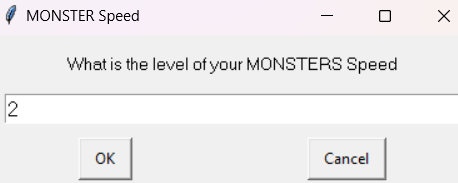 MONSTER Speed
What is the level of your MONSTERS Speed
2
OK
Cancel